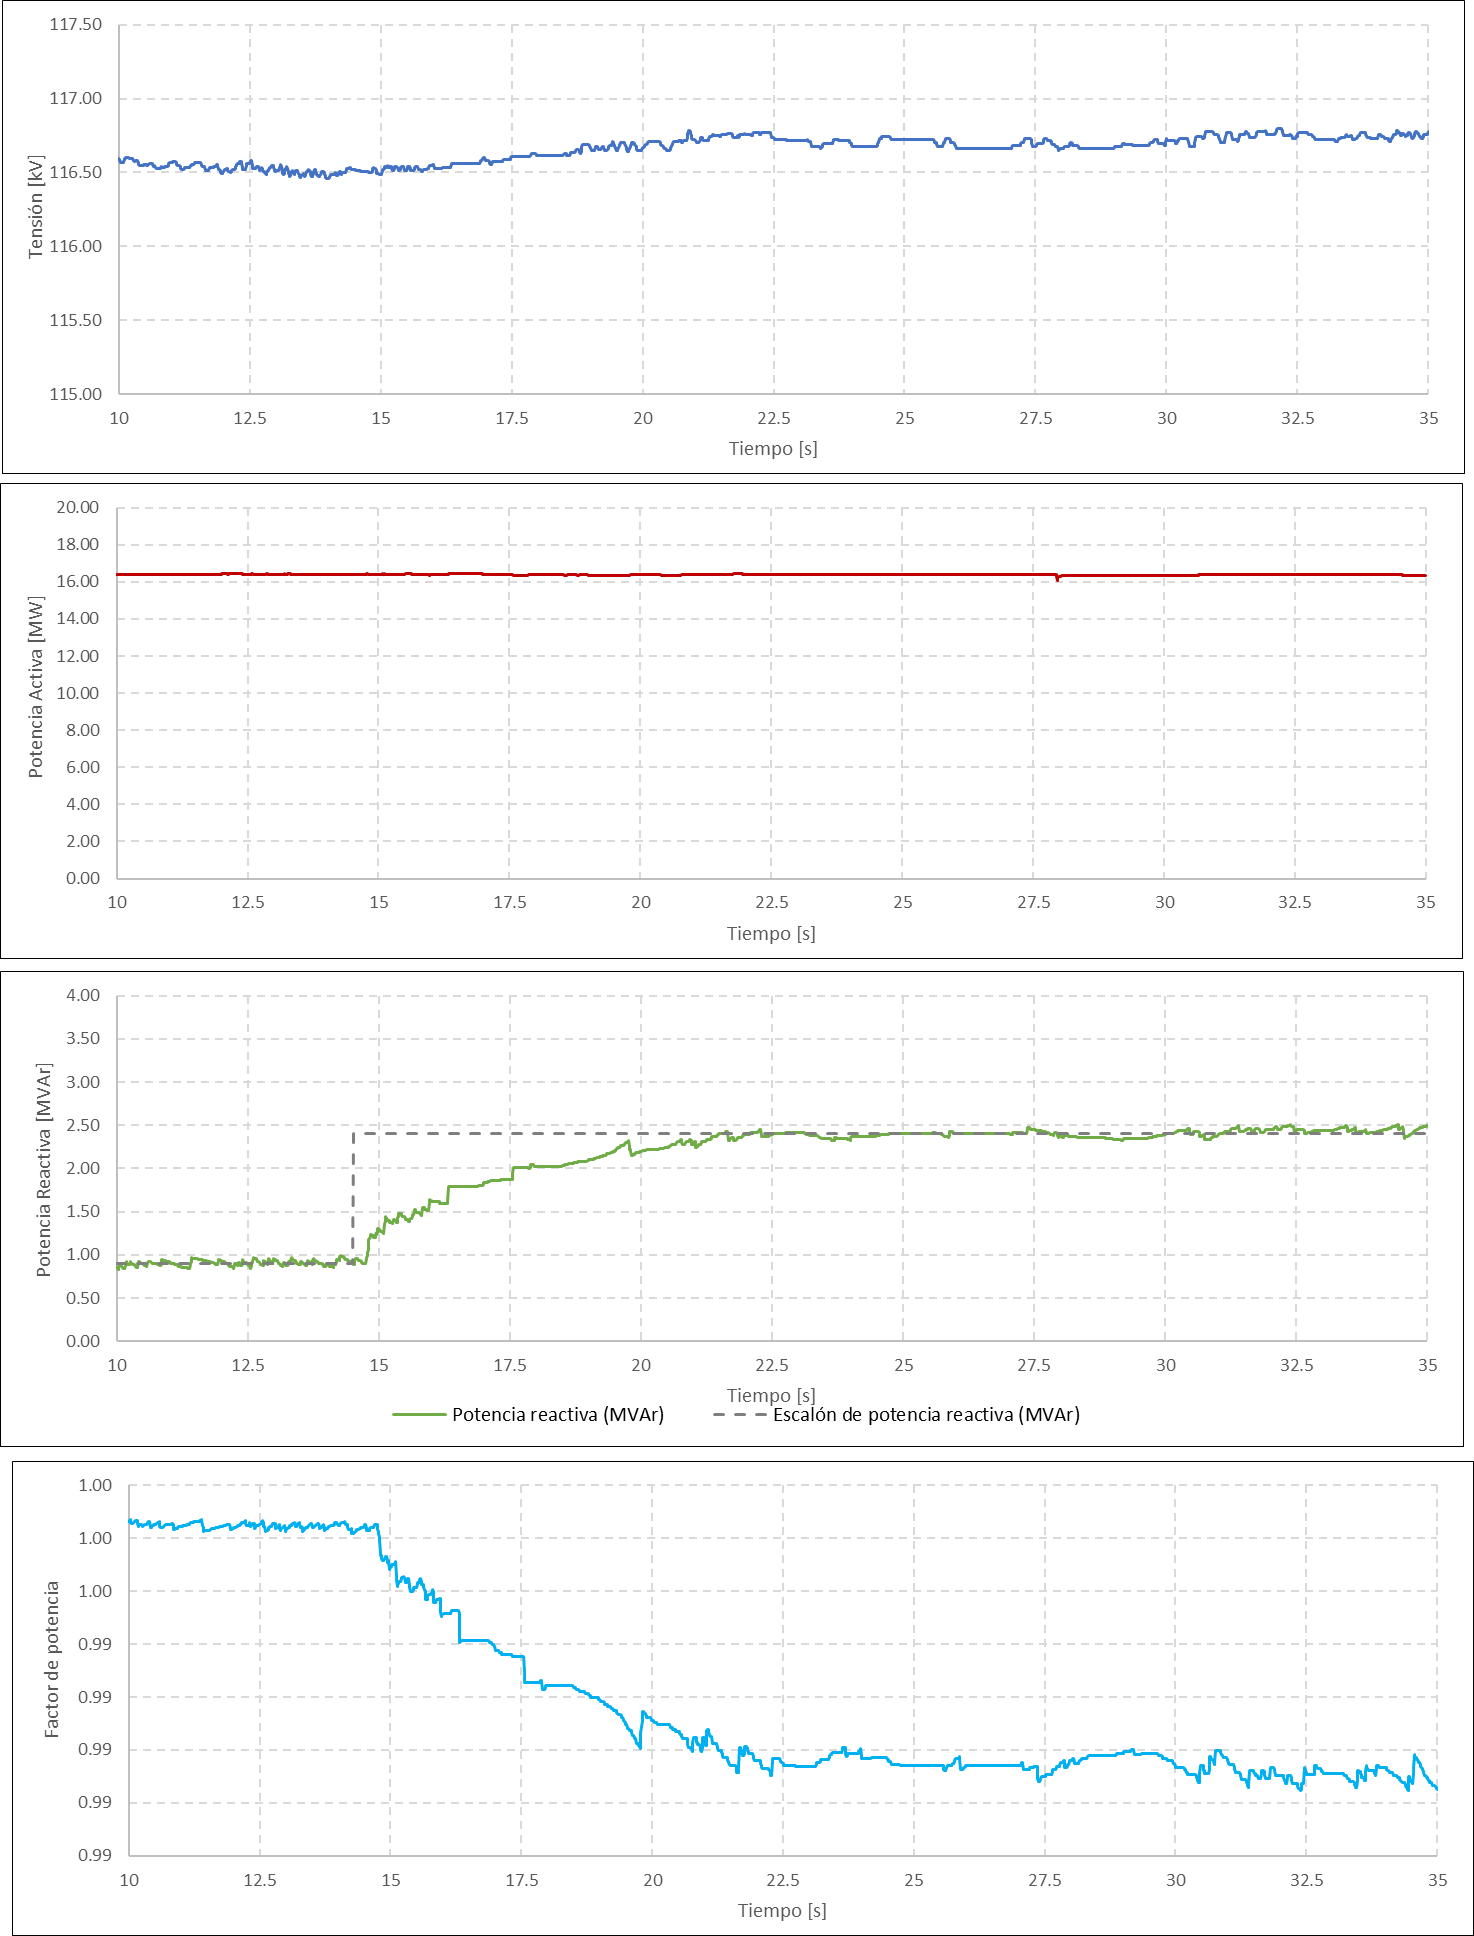 117.50
117.00
116.50
116.00
115.50
115.00
Tensión [kV]
10 12.5 15 17.5 20 22.5 25 27.5 30 32.5 35
Tiempo [s]
20.00
18.00
16.00
14.00
12.00
10.00
8.00
6.00
4.00
2.00
0.00
Potencia Activa [MW]
10 12.5 15 17.5 20 22.5 25 27.5 30 32.5 35
Tiempo [s]
4.00
3.50
3.00
2.50
2.00
1.50
1.00
0.50
0.00
Potencia Reactiva [MVAr]
10 12.5 15 17.5 20 22.5 25 27.5 30 32.5 35
Tiempo [s]
Potencia reactiva (MVAr) Escalón de potencia reactiva (MVAr)
1.00
1.00
1.00
0.99
0.99
0.99
0.99
0.99
Factor de potencia
10 12.5 15 17.5 20 22.5 25 27.5 30 32.5 35
Tiempo [s]